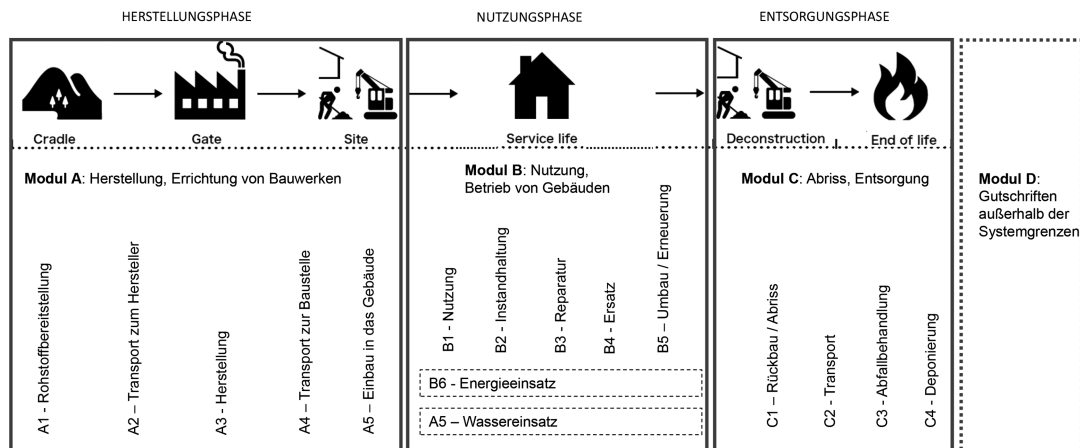 HERSTELLUNGSPHASE
NUTZUNGSPHASE
ENTSORGUNGSPHASE
Cradle
Gate
Site
Service life
Deconstruction
End of life
Modul A: Herstellung, Errichtung von Bauwerken
A1 - Rohstoffbereitstellung
A2 – Transport zum Hersteller
A3 - Herstellung
A4 – Transport zur Baustelle
A5 – Einbau in das Gebäude
Modul B: Nutzung,
Betrieb von Gebäuden
B1 - Nutzung
B2 - Instandhaltung
B3 - Reparatur
B4 - Ersatz
B5 – Umbau / Erneuerung
B6 - Energieeinsatz
A5 – Wassereinsatz
Modul C: Abriss, Entsorgung
C1 – Rückbau / Abriss
C2 - Transport
C3 - Abfallbehandlung
C4 - Deponierung
Modul D:
Gutschriften
außerhalb der
Systemgrenzen